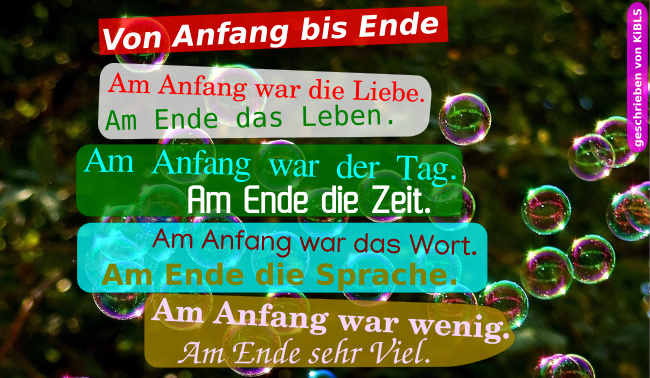 Von Anfang bis Ende
Am Anfang war die Liebe.
Am Ende das Leben.
Am Anfang war der Tag.
Am Ende die Zeit.
Am Anfang war das Wort.
Am Ende die Sprache.
Am Anfang war wenig.
Am Ende sehr Viel.
geschrieben von KiBLS